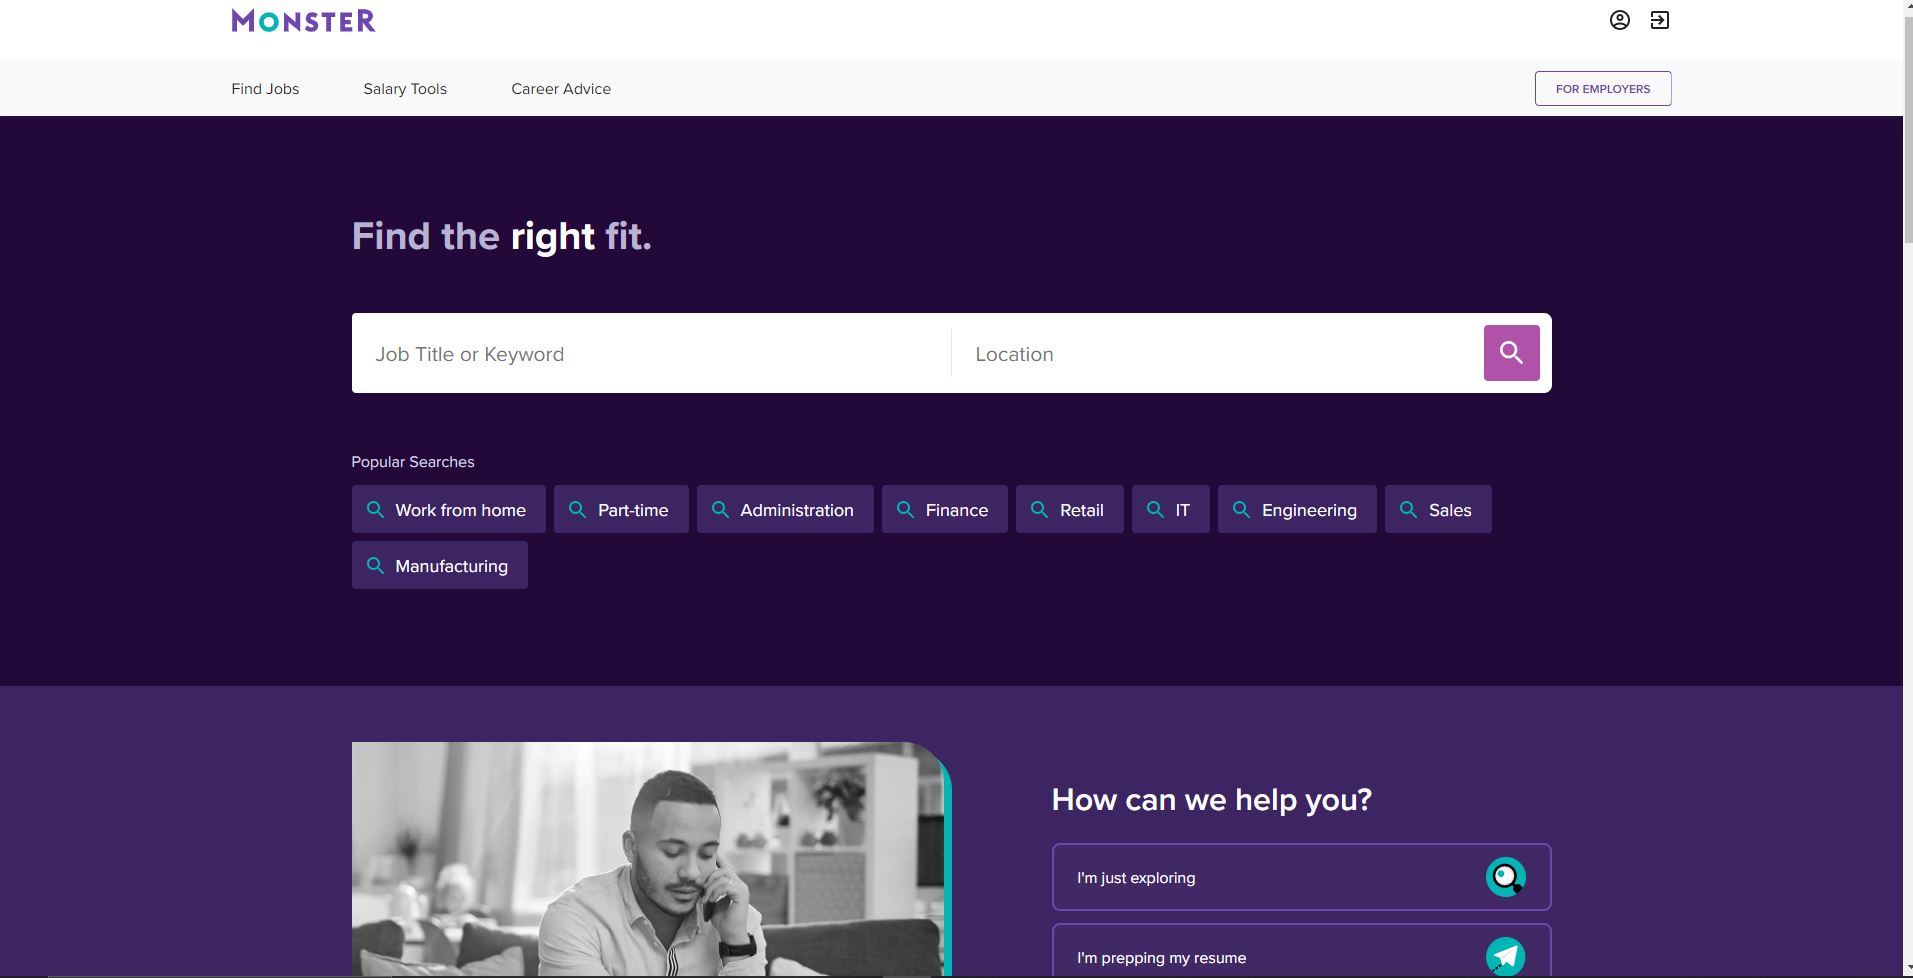 MONSTER
Find Jobs
Salary Tools
Career Advice
FOR EMPLOYERS
Find the right fit.
Job Title or Keyword
Location
Popular Searches
Work from home
Part-time
Administration
Finance
Retail
IT
Engineering
Sales
Manufacturing
How can we help you?
I'm just exploring
I'm prepping my resume